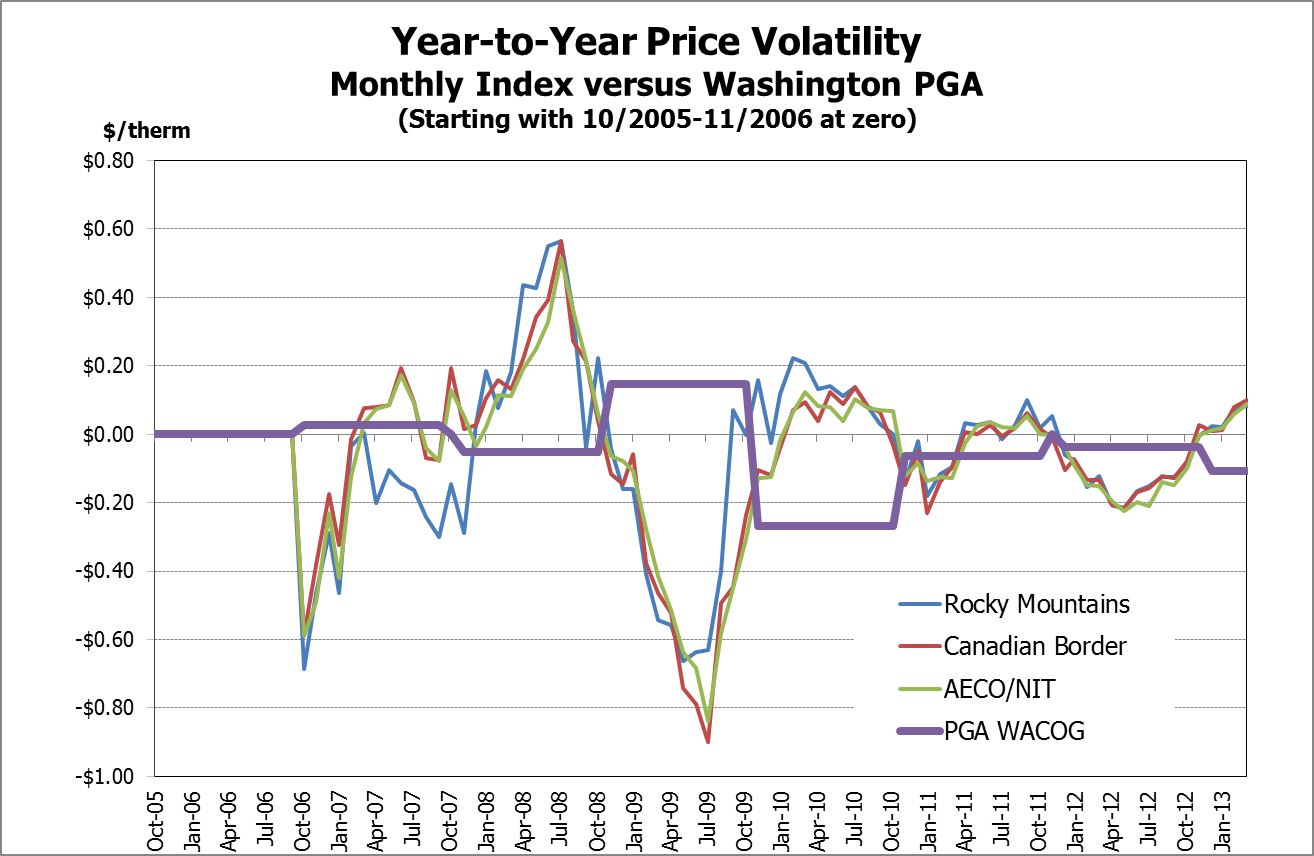 Year-to-Year Price Volatility
Monthly Index versus Washington PGA
(Starting with 10/2005-11/2006 at zero)
$/therm
$0.80
$0.60
$0.40
$0.20
$0.00
-$0.20
-$0.40
-$0.60
-$0.80
-$1.00
Rocky Mountains
Canadian Border
AECO/NIT
PGA WACOG
Oct-05
Jan-06
Apr-06
Jul-06
Oct-06
Jan-07
Apr-07
Jul-07
Oct-07
Jan-08
Apr-08
Jul-08
Oct-08
Jan-09
Apr-09
Jul-09
Oct-09
Jan-10
Apr-10
Jul-10
Oct-10
Jan-11
Apr-11
Jul-11
Oct-11
Jan-12
Apr-12
Jul-12
Oct-12
Jan-13